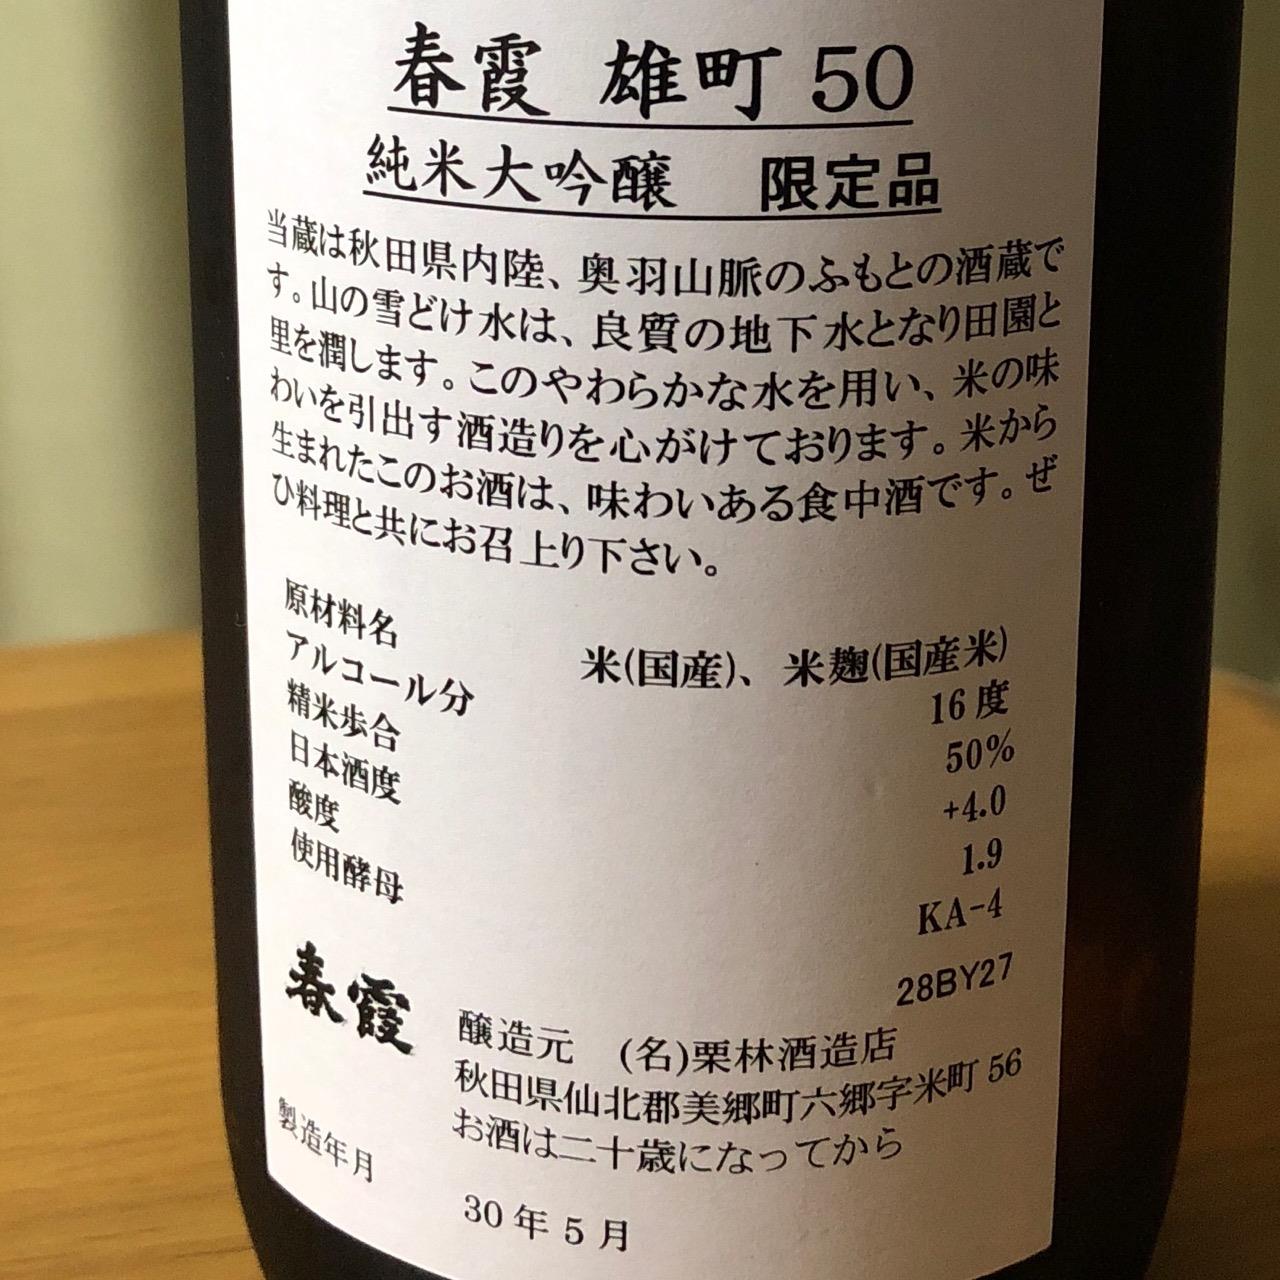 春霞 雄町 50
純米大吟醸 限定品
当蔵は秋田県内陸、奥羽山脈のふもとの酒蔵で
す。山の雪どけ水は、良質の地下水となり田園と
里を潤します。このやわらかな水を用い、米の味
わいを引出す酒造りを心がけております。米から
生まれたこのお酒は、味わいある食中酒です。ぜ
ひ料理と共にお召上り下さい。
原材料名 米(国産)、米麹(国産米)
アルコール分 16度
精米歩合 50%
日本酒度 +4.0
酸度 1.9
使用酵母 KA-4
28BY27
春霞
醸造元 (名)栗林酒造店
秋田県仙北郡美郷町六郷字米町 56
お酒は二十歳になってから
製造年月 30年5月